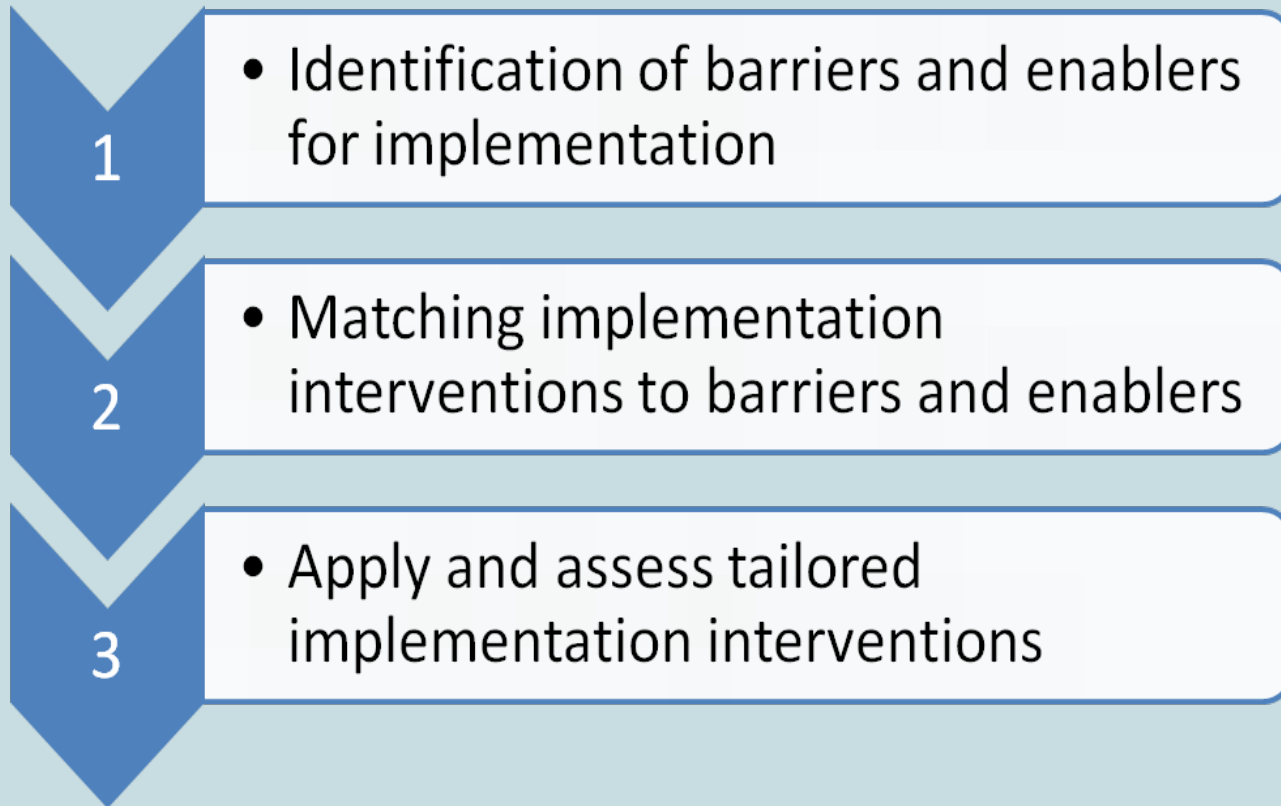 1
• Identification of barriers and enablers
for implementation
2
• Matching implementation
interventions to barriers and enablers
3
• Apply and assess tailored
implementation interventions